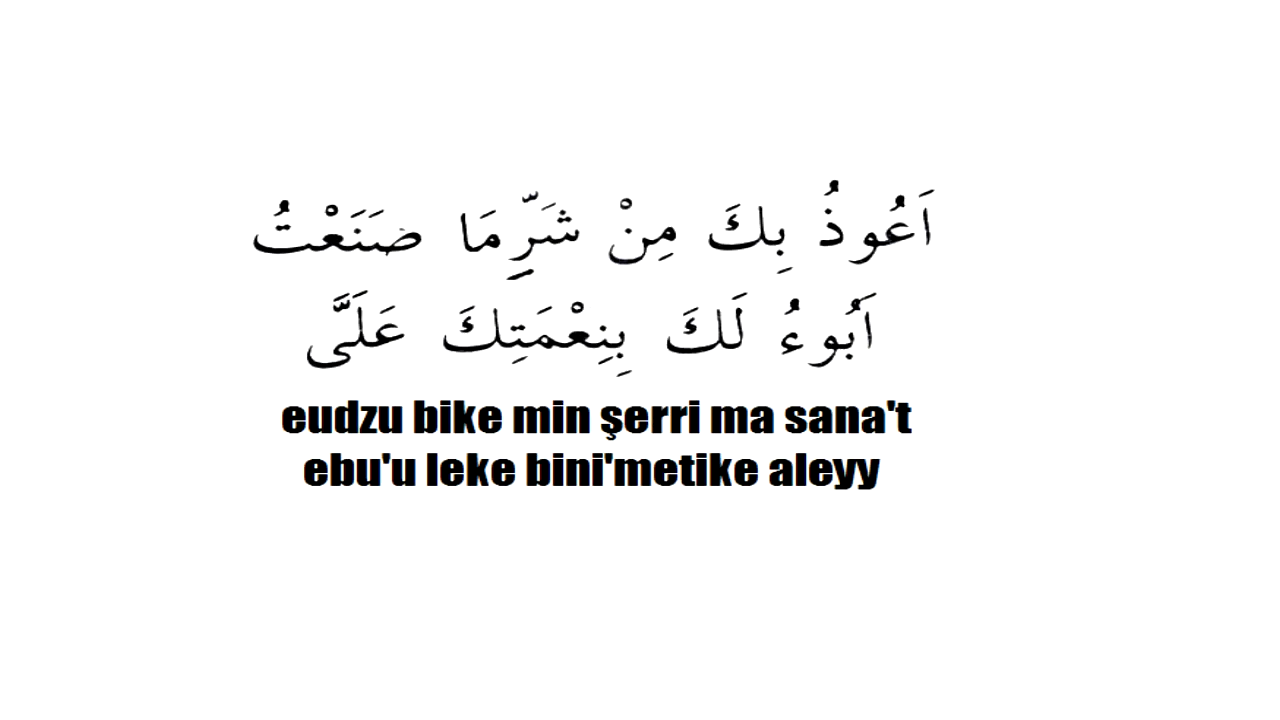 اَعُوذُ بِكَ مِنْ شَرِّ مَا صَنَعْتُ
اَبُوءُ لَكَ بِنِعْمَتِكَ عَلَىَّ
eudzu bike min şerri ma sana't
ebu'u leke bini'metike aleyy